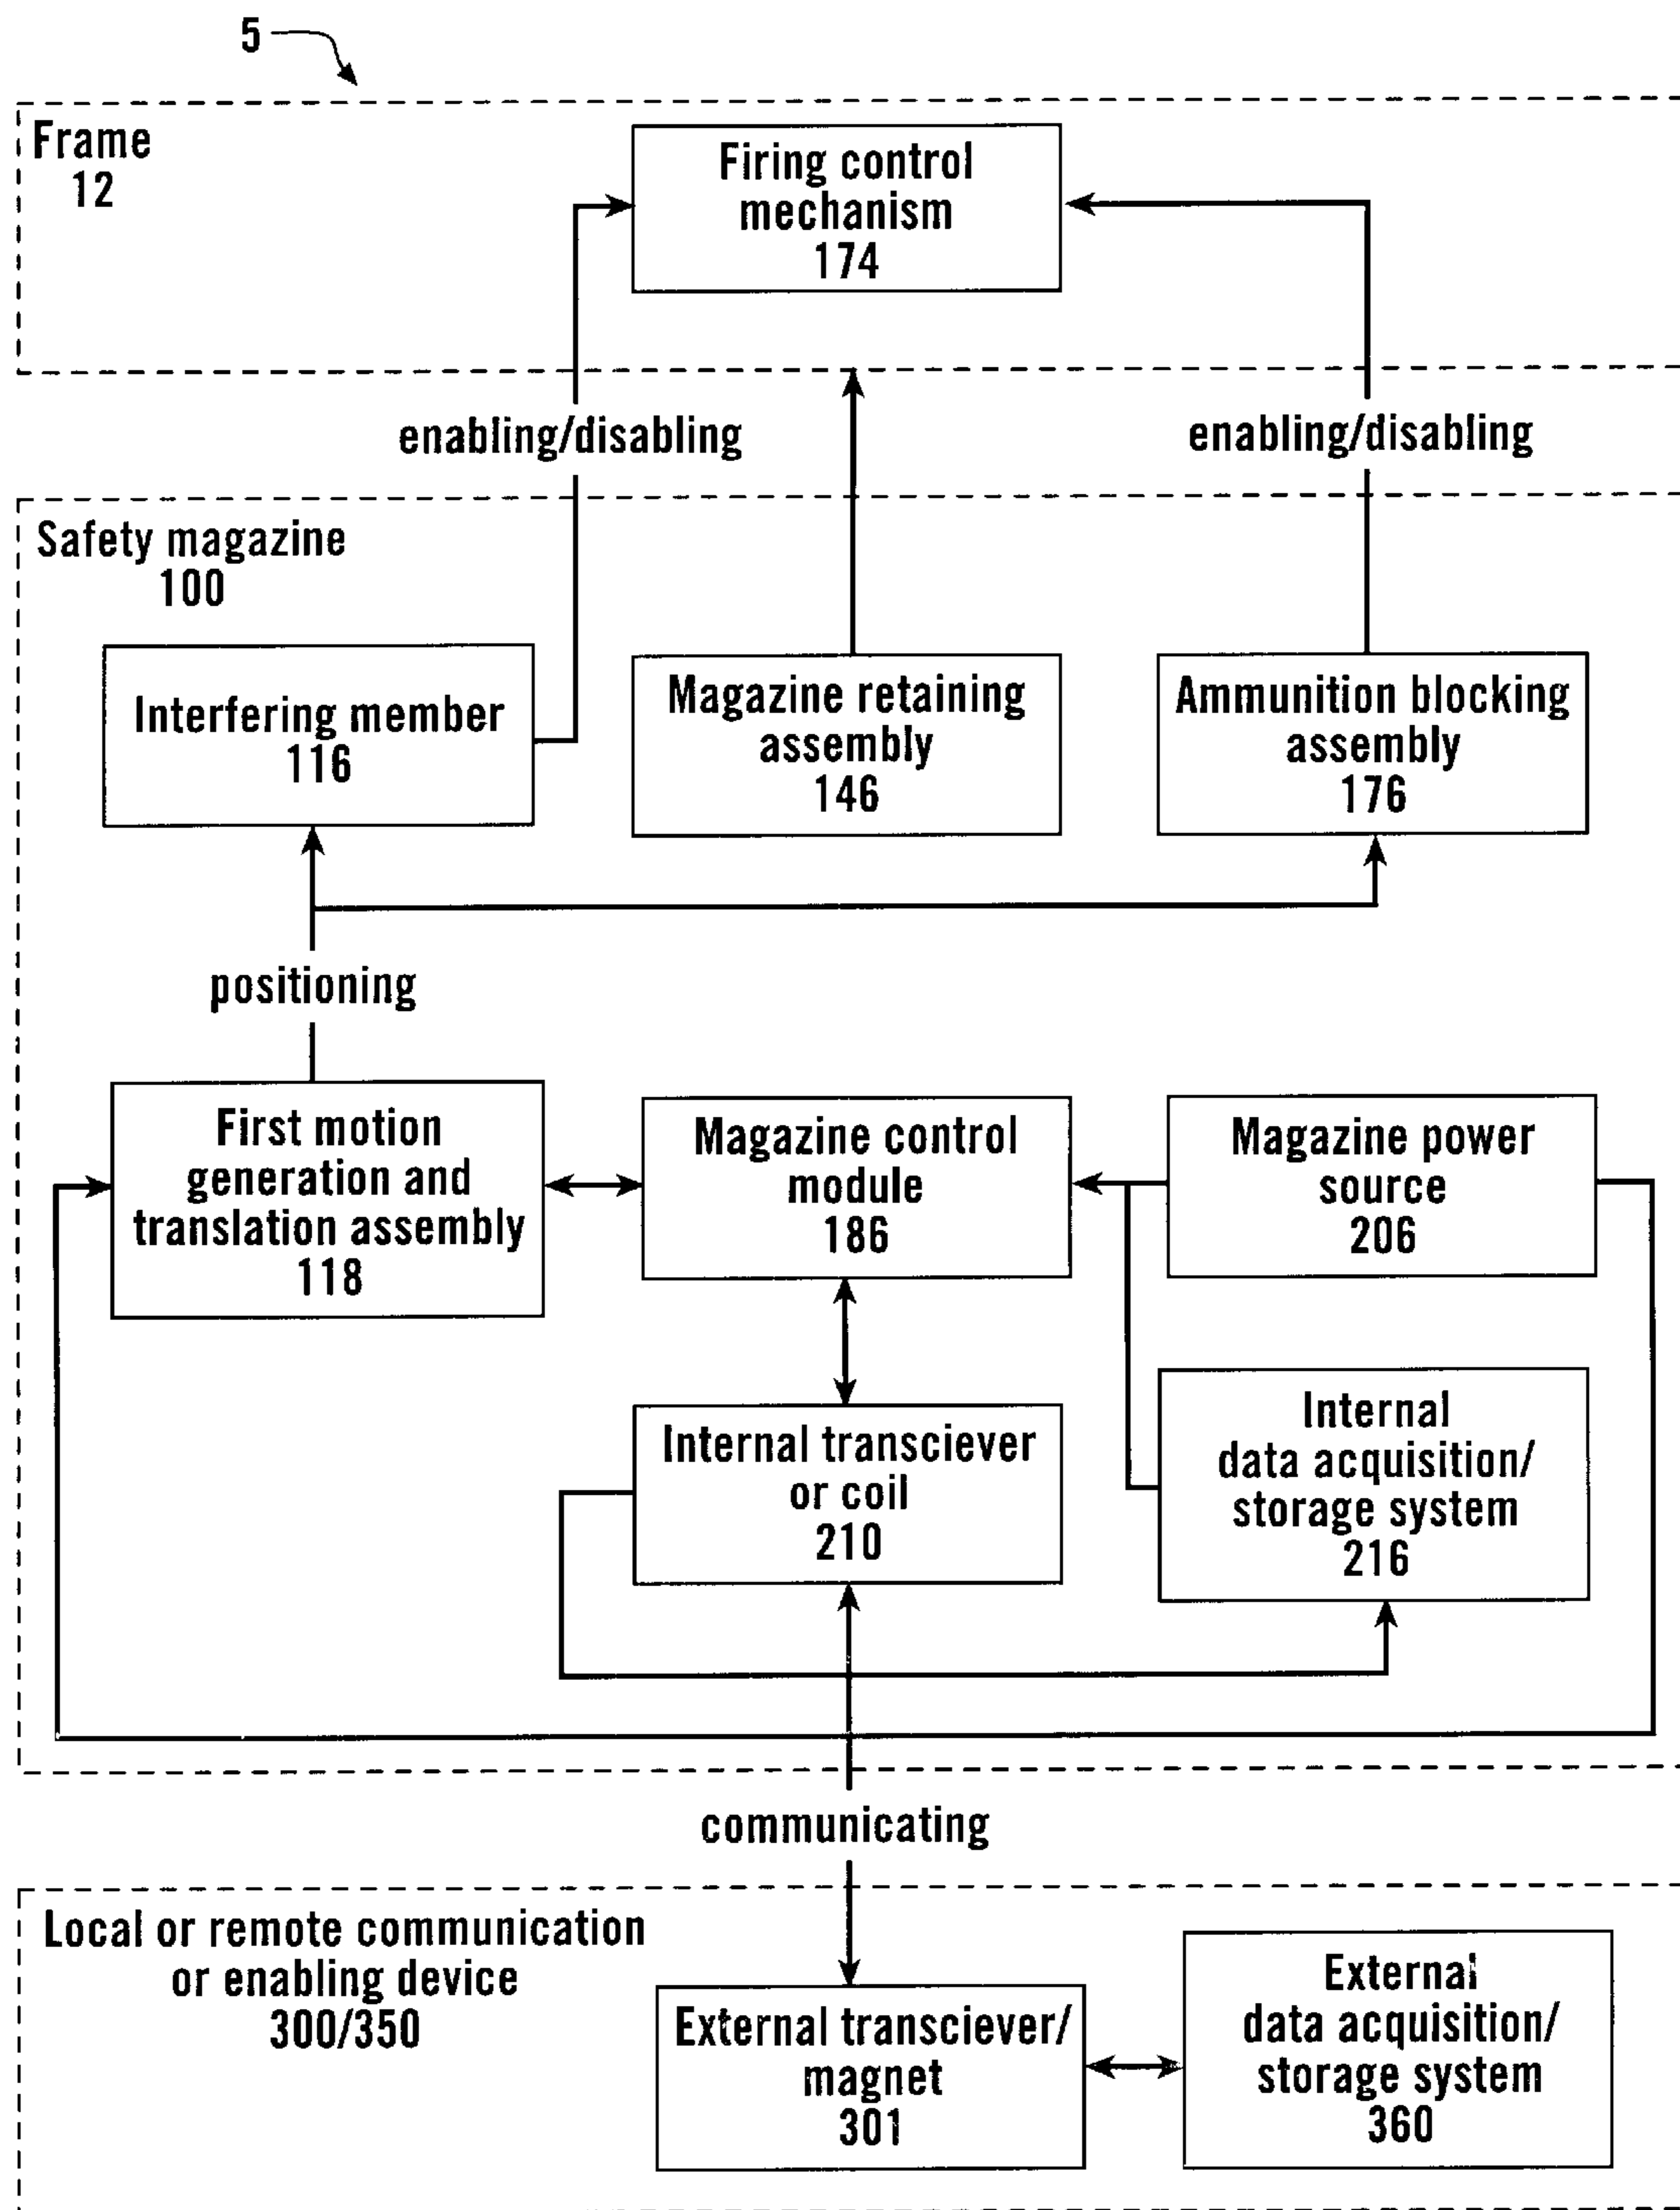 5
Frame
12
Firing control
mechanism
174
enabling/disabling
enabling/disabling
Safety magazine
100
Interfering member
116
Magazine retaining
assembly
146
Ammunition blocking
assembly
176
positioning
First motion
generation and
translation assembly
118
Magazine control
module
186
Magazine power
source
206
Internal transciever
or coil
210
Internal
data acquisition/
storage system
216
communicating
Local or remote communication
or enabling device
300/350
External transciever/
magnet
301
External
data acquisition/
storage system
360